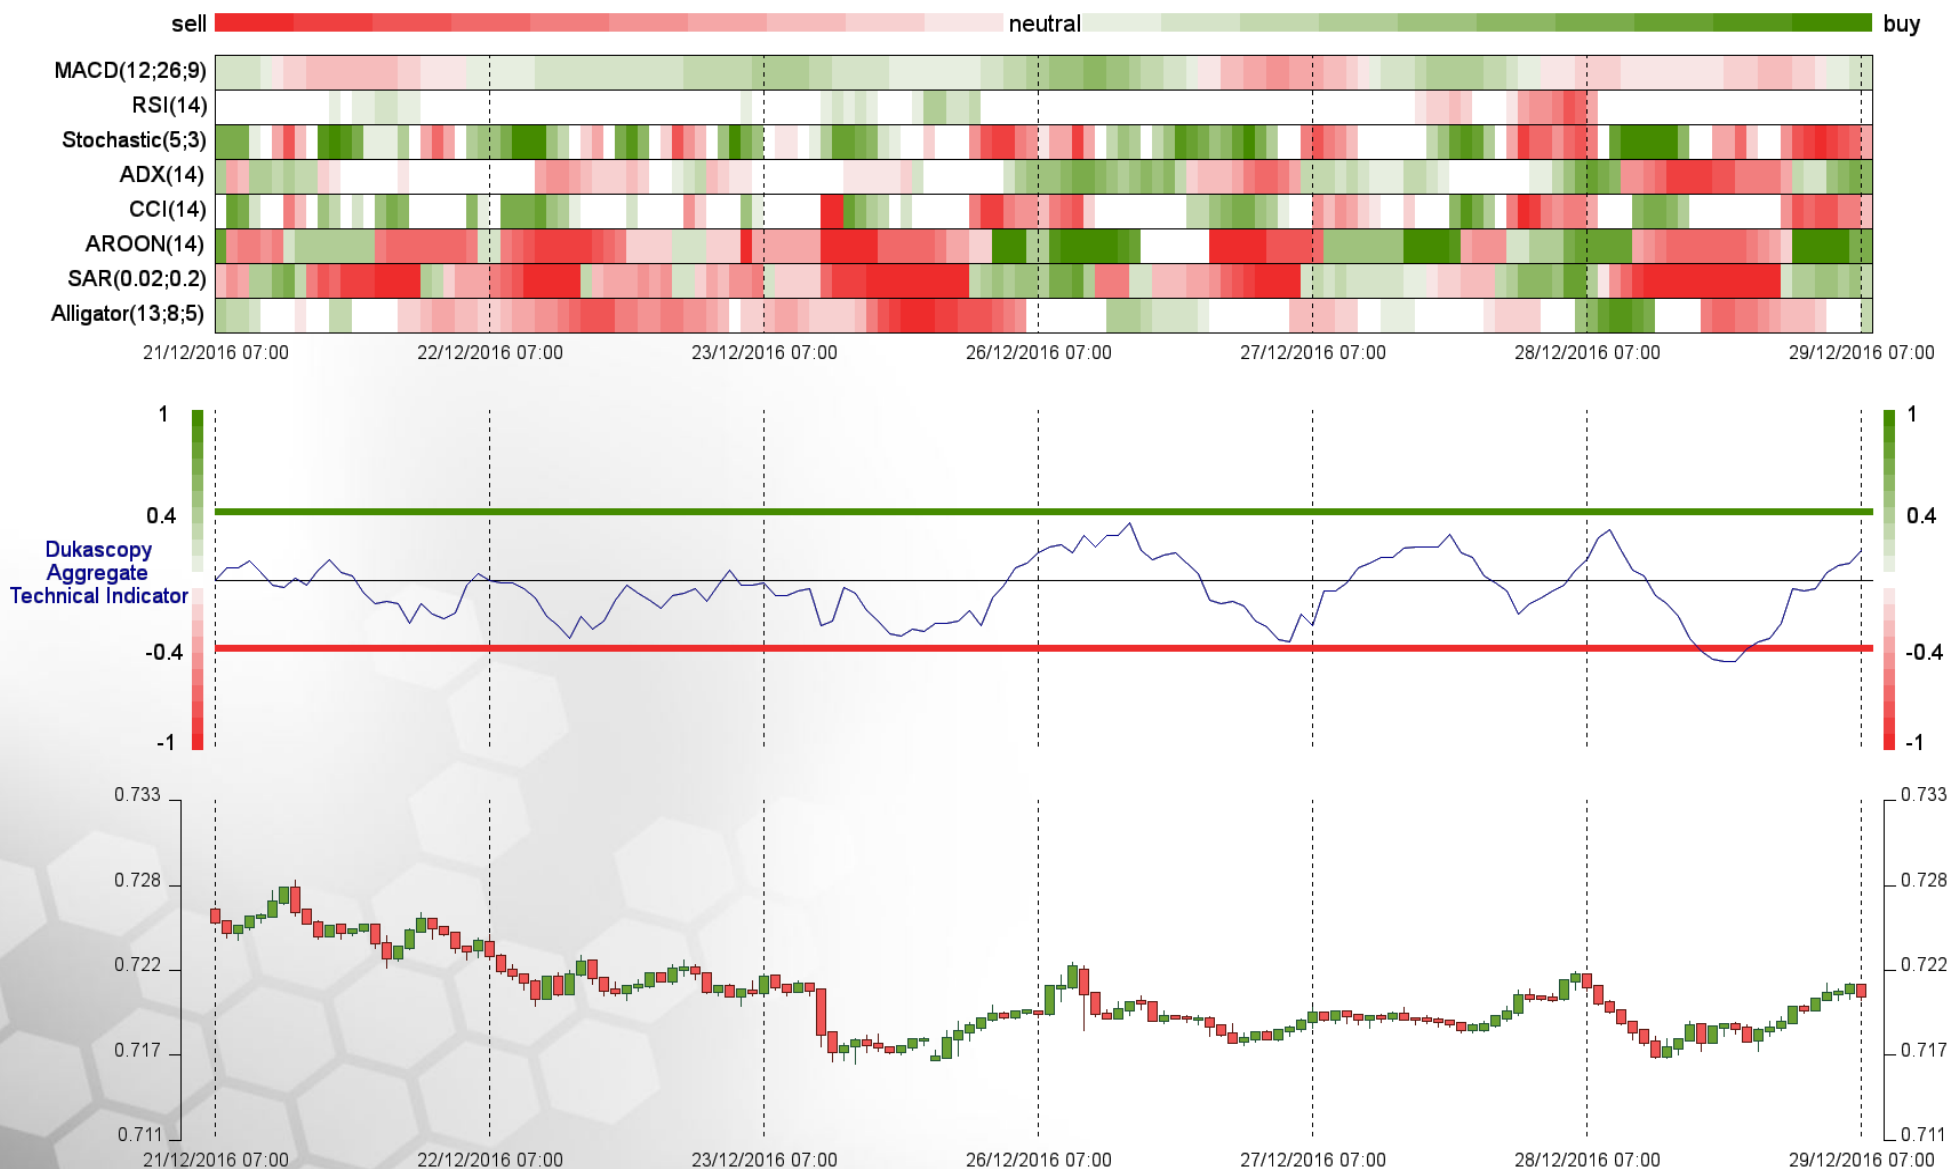 sell neutral buy
MACD(12;26;9)
RSI(14)
Stochastic(5;3)
ADX(14)
CCI(14)
AROON(14)
SAR(0.02;0.2)
Alligator(13;8;5)
21/12/2016 07:00 22/12/2016 07:00 23/12/2016 07:00 26/12/2016 07:00 27/12/2016 07:00 28/12/2016 07:00 29/12/2016 07:00
1 1
0.4 0.4
Dukascopy
Aggregate
Technical Indicator
-0.4 -0.4
-1 -1
0.733 0.733
0.728 0.728
0.722 0.722
0.717 0.717
0.711 0.711
21/12/2016 07:00 22/12/2016 07:00 23/12/2016 07:00 26/12/2016 07:00 27/12/2016 07:00 28/12/2016 07:00 29/12/2016 07:00